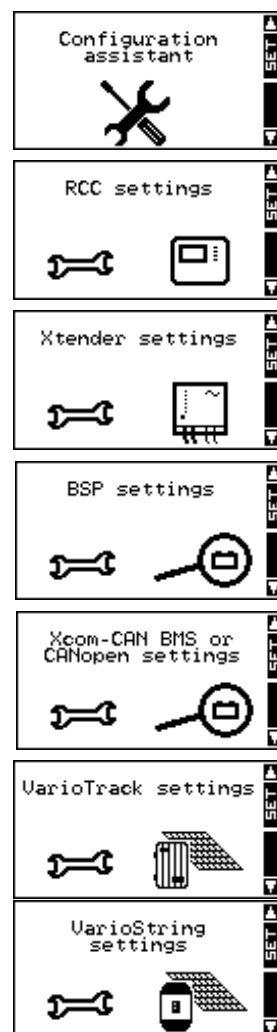 Configuration
assistant
SET
RCC settings
SET
Xtender settings
SET
BSP settings
SET
Xcom-CAN BMS or
CANopen settings
SET
VarioTrack settings
SET
VarioString
settings
SET